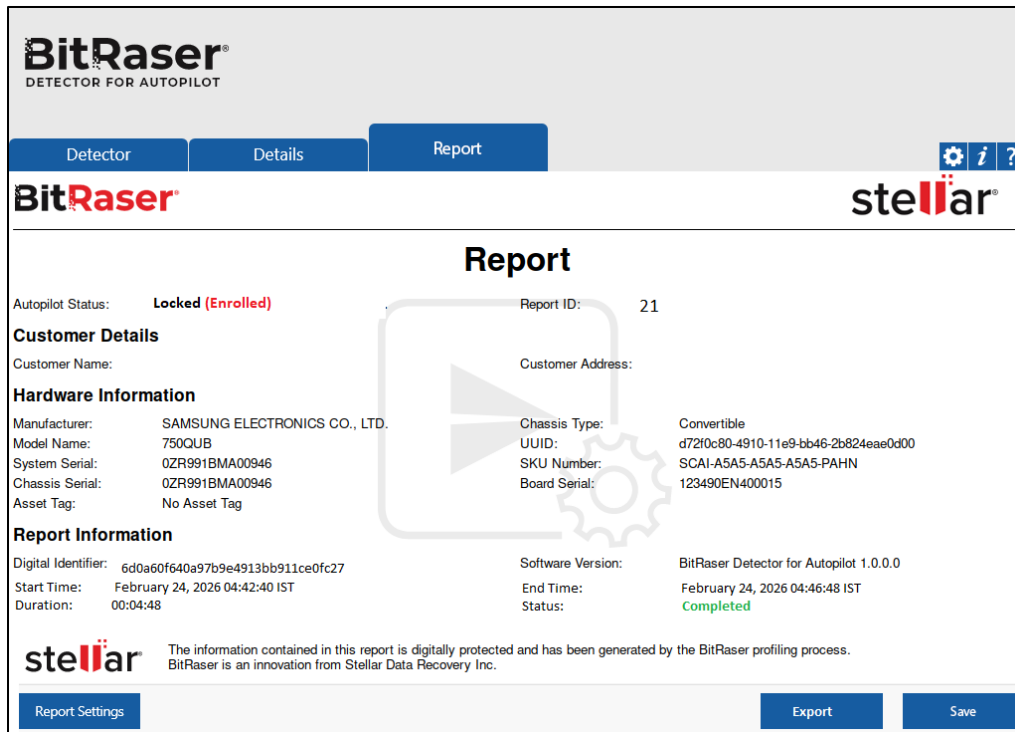 BitRaser®
DETECTOR FOR AUTOPILOT
Detector Details Report
i ?
BitRaser® stellar®
Report
Autopilot Status: Locked (Enrolled) Report ID: 21
Customer Details
Customer Name: Customer Address:
Hardware Information
Manufacturer: SAMSUNG ELECTRONICS CO., LTD. Chassis Type: Convertible
Model Name: 750QUB UUID: d72f0c80-4910-11e9-bb46-2b824eae0d00
System Serial: 0ZR991BMA00946 SKU Number: SCAI-A5A5-A5A5-A5A5-PAHN
Chassis Serial: 0ZR991BMA00946 Board Serial: 123490EN400015
Asset Tag: No Asset Tag
Report Information
Digital Identifier: 6d0a60f640a97b9e4913bb911ce0fc27 Software Version: BitRaser Detector for Autopilot 1.0.0.0
Start Time: February 24, 2026 04:42:40 IST End Time: February 24, 2026 04:46:48 IST
Duration: 00:04:48 Status: Completed
stellar® The information contained in this report is digitally protected and has been generated by the BitRaser profiling process.
BitRaser is an innovation from Stellar Data Recovery Inc.
Report Settings Export Save